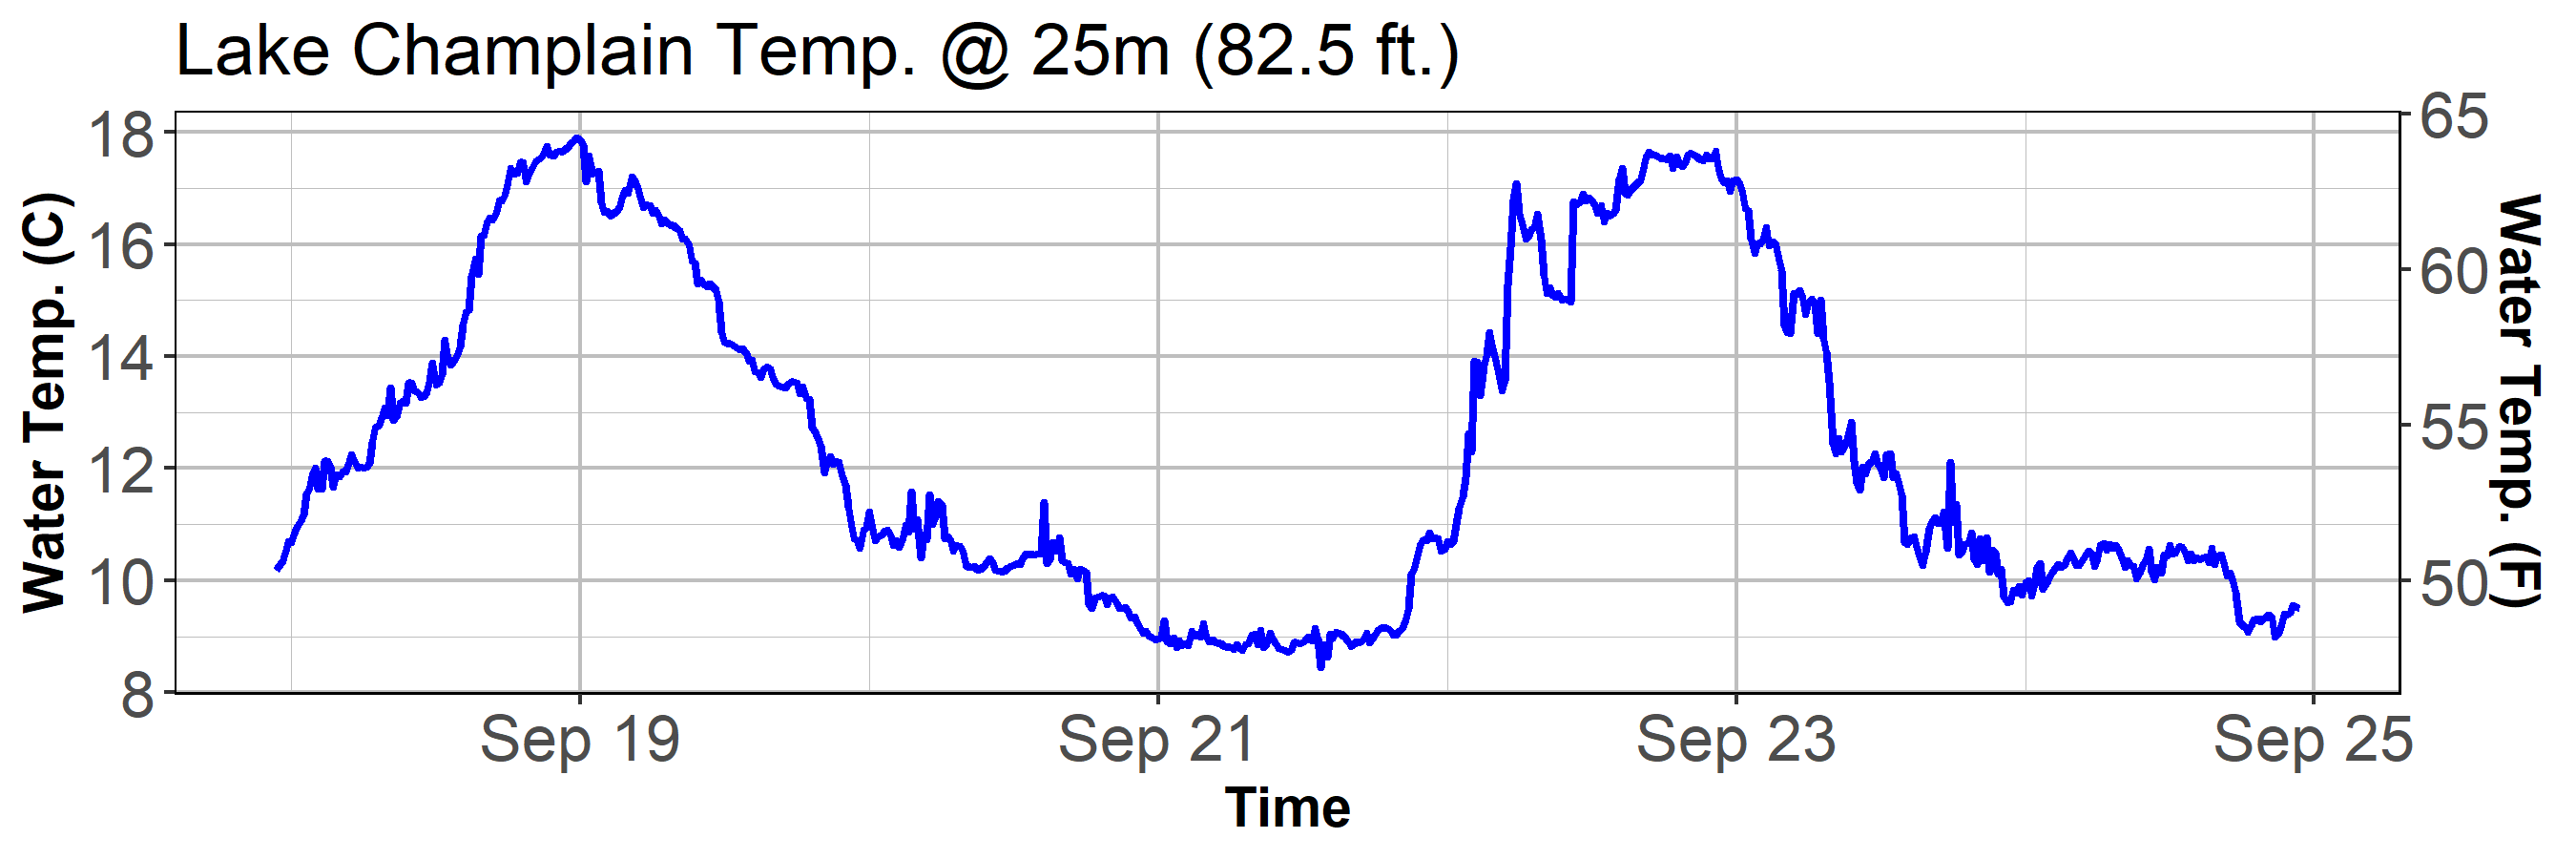 Lake Champlain Temp. @ 25m (82.5 ft.)
Water Temp. (C)
18
16
14
12
10
8
65
60
55
50
Water Temp. (F)
Sep 19
Sep 21
Sep 23
Sep 25
Time